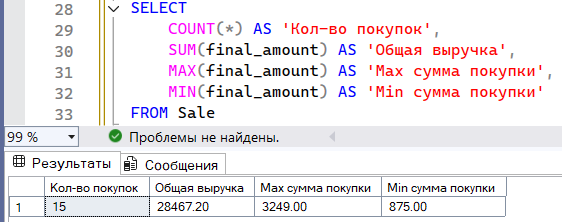 28 SELECT
29 COUNT(*) AS 'Кол-во покупок',
30 SUM(final_amount) AS 'Общая выручка',
31 MAX(final_amount) AS 'Max сумма покупки',
32 MIN(final_amount) AS 'Min сумма покупки'
33 FROM Sale
99 % Проблемы не найдены.
Результаты Сообщения
Кол-во покупок Общая выручка Max сумма покупки Min сумма покупки
1 15 28467.20 3249.00 875.00